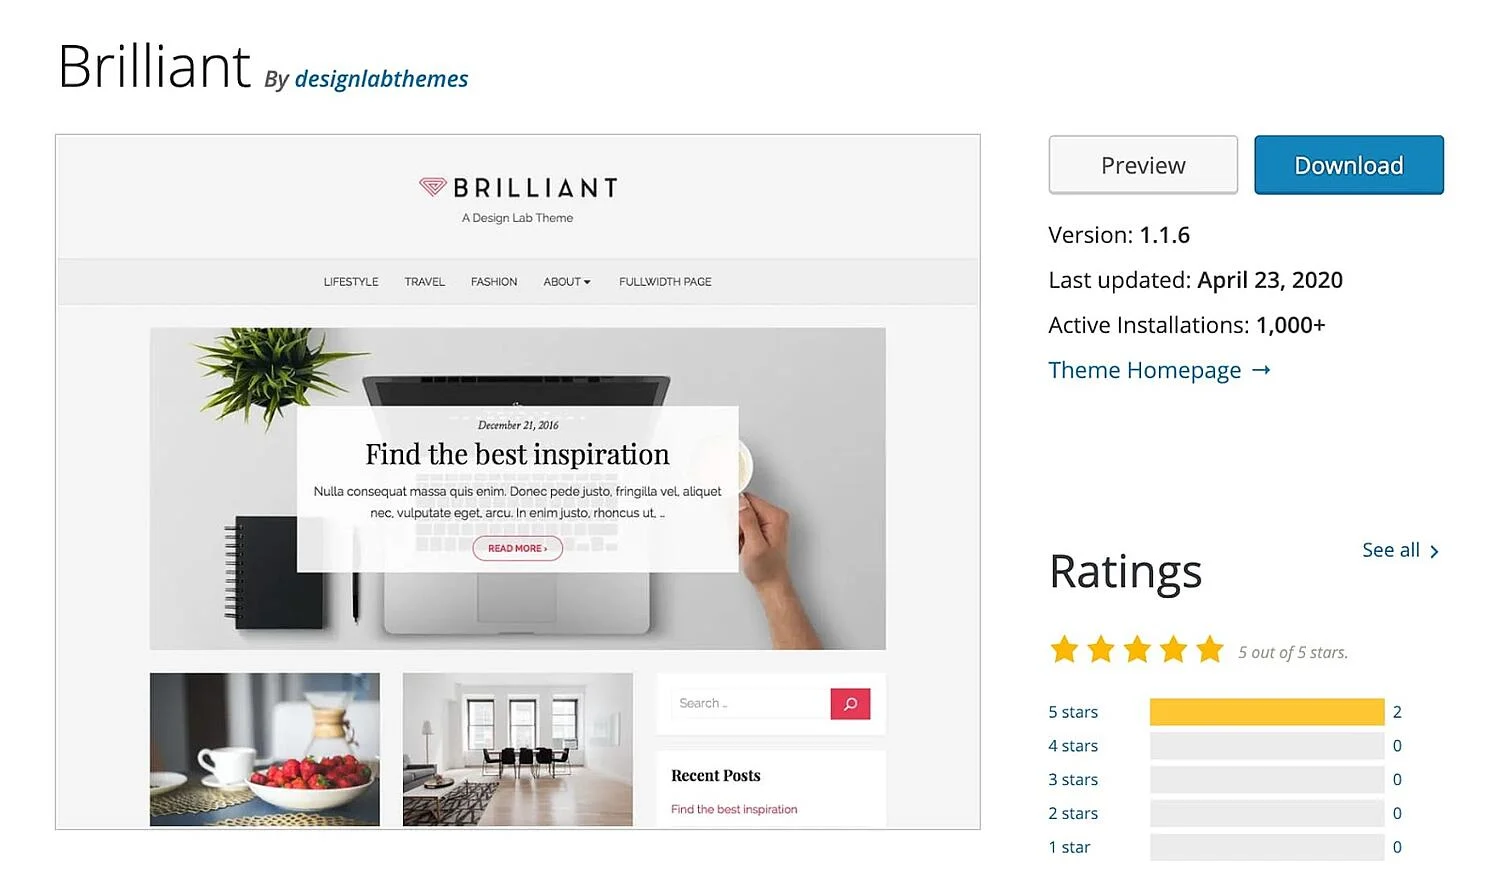 Brilliant By designlabthemes
BRILLIANT
A Design Lab Theme
LIFESTYLE TRAVEL FASHION ABOUT FULLWIDTH PAGE
December 21, 2016
Find the best inspiration
Nulla consequat massa quis enim. Donec pede justo, fringilla vel, aliquet
nec, vulputate eget, arcu. In enim justo, rhoncus ut, ...
READ MORE ›
Search ...
Recent Posts
Find the best inspiration
Preview Download
Version: 1.1.6
Last updated: April 23, 2020
Active Installations: 1,000+
Theme Homepage →
Ratings
See all >
5 out of 5 stars.
5 stars 2
4 stars 0
3 stars 0
2 stars 0
1 star 0